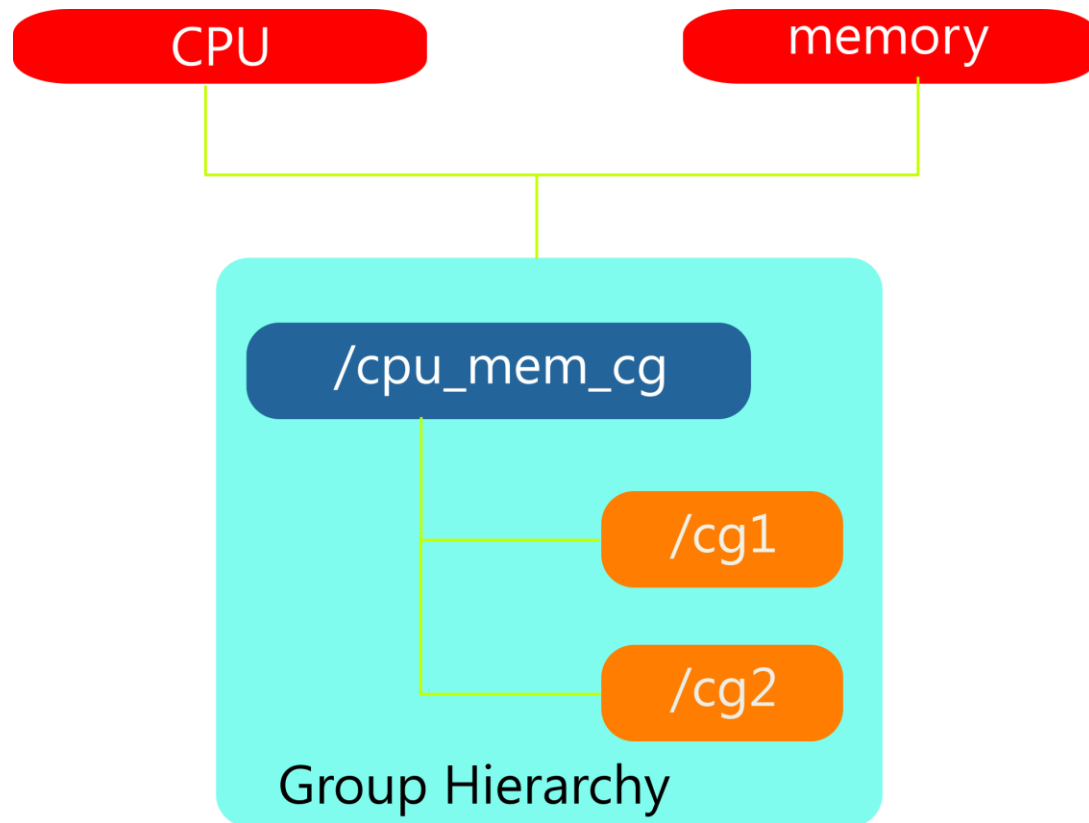 CPU
memory
/cpu_mem_cg
/cg1
/cg2
Group Hierarchy